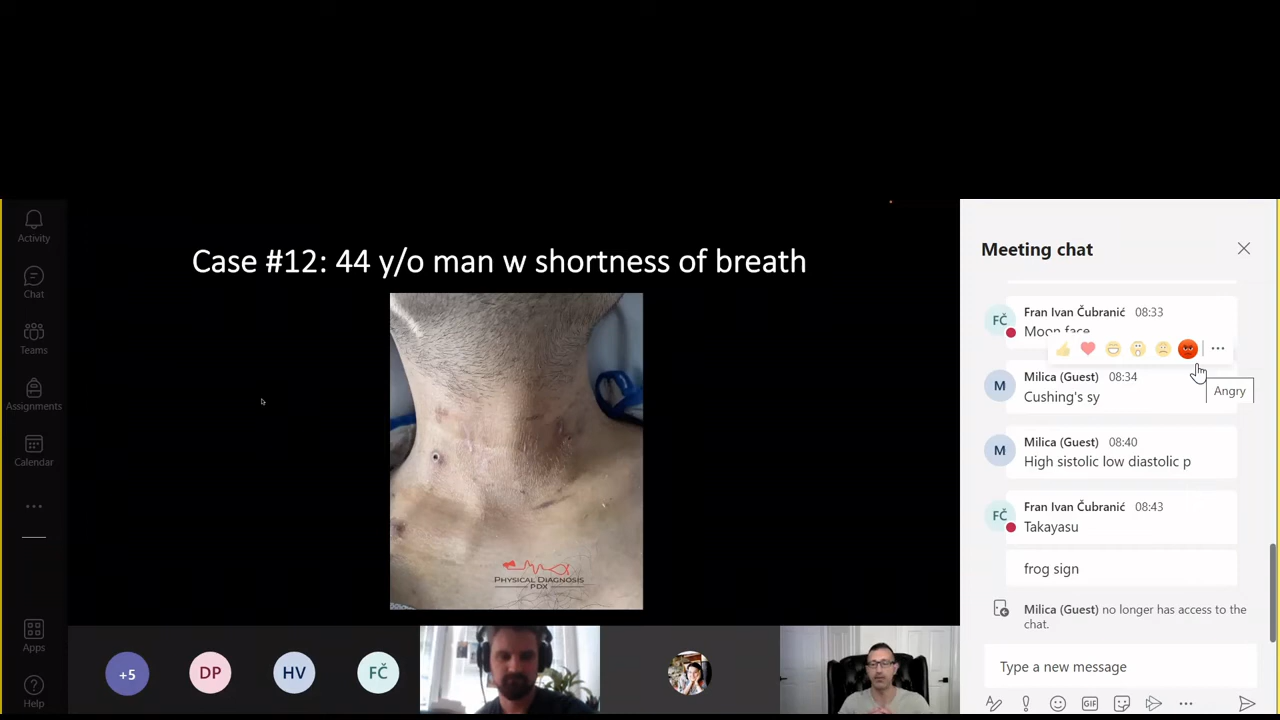 Activity
Chat
Teams
Assignments
Calendar
Apps
Help
Case #12: 44 y/o man w shortness of breath
PHYSICAL DIAGNOSIS
PDX
+5
DP
HV
FČ
Meeting chat
FČ
Fran Ivan Čubranić 08:33
Moon face
M
Milica (Guest) 08:34
Cushing's sy
Angry
M
Milica (Guest) 08:40
High sistolic low diastolic p
FČ
Fran Ivan Čubranić 08:43
Takayasu
frog sign
Milica (Guest) no longer has access to the
chat.
Type a new message
GIF